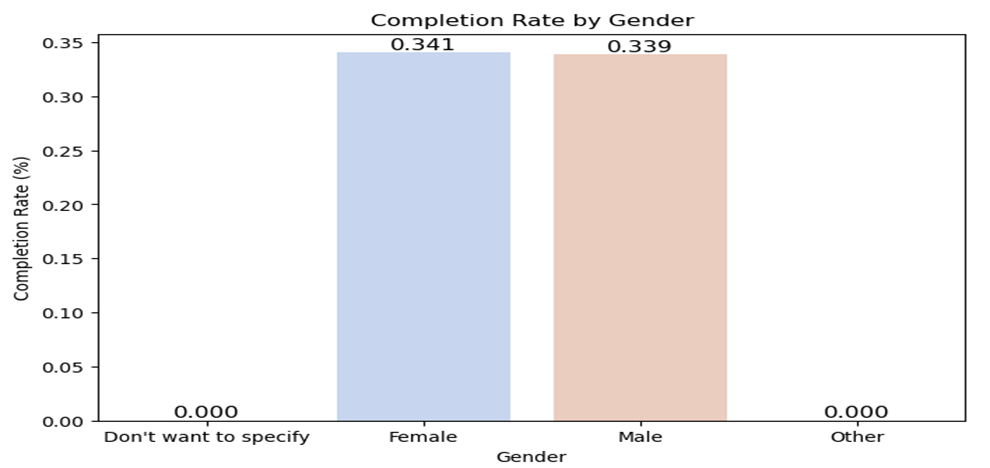 Completion Rate by Gender
Completion Rate (%)
0.35
0.30
0.25
0.20
0.15
0.10
0.05
0.00
0.000
0.341
0.339
0.000
Don't want to specify
Female
Male
Other
Gender